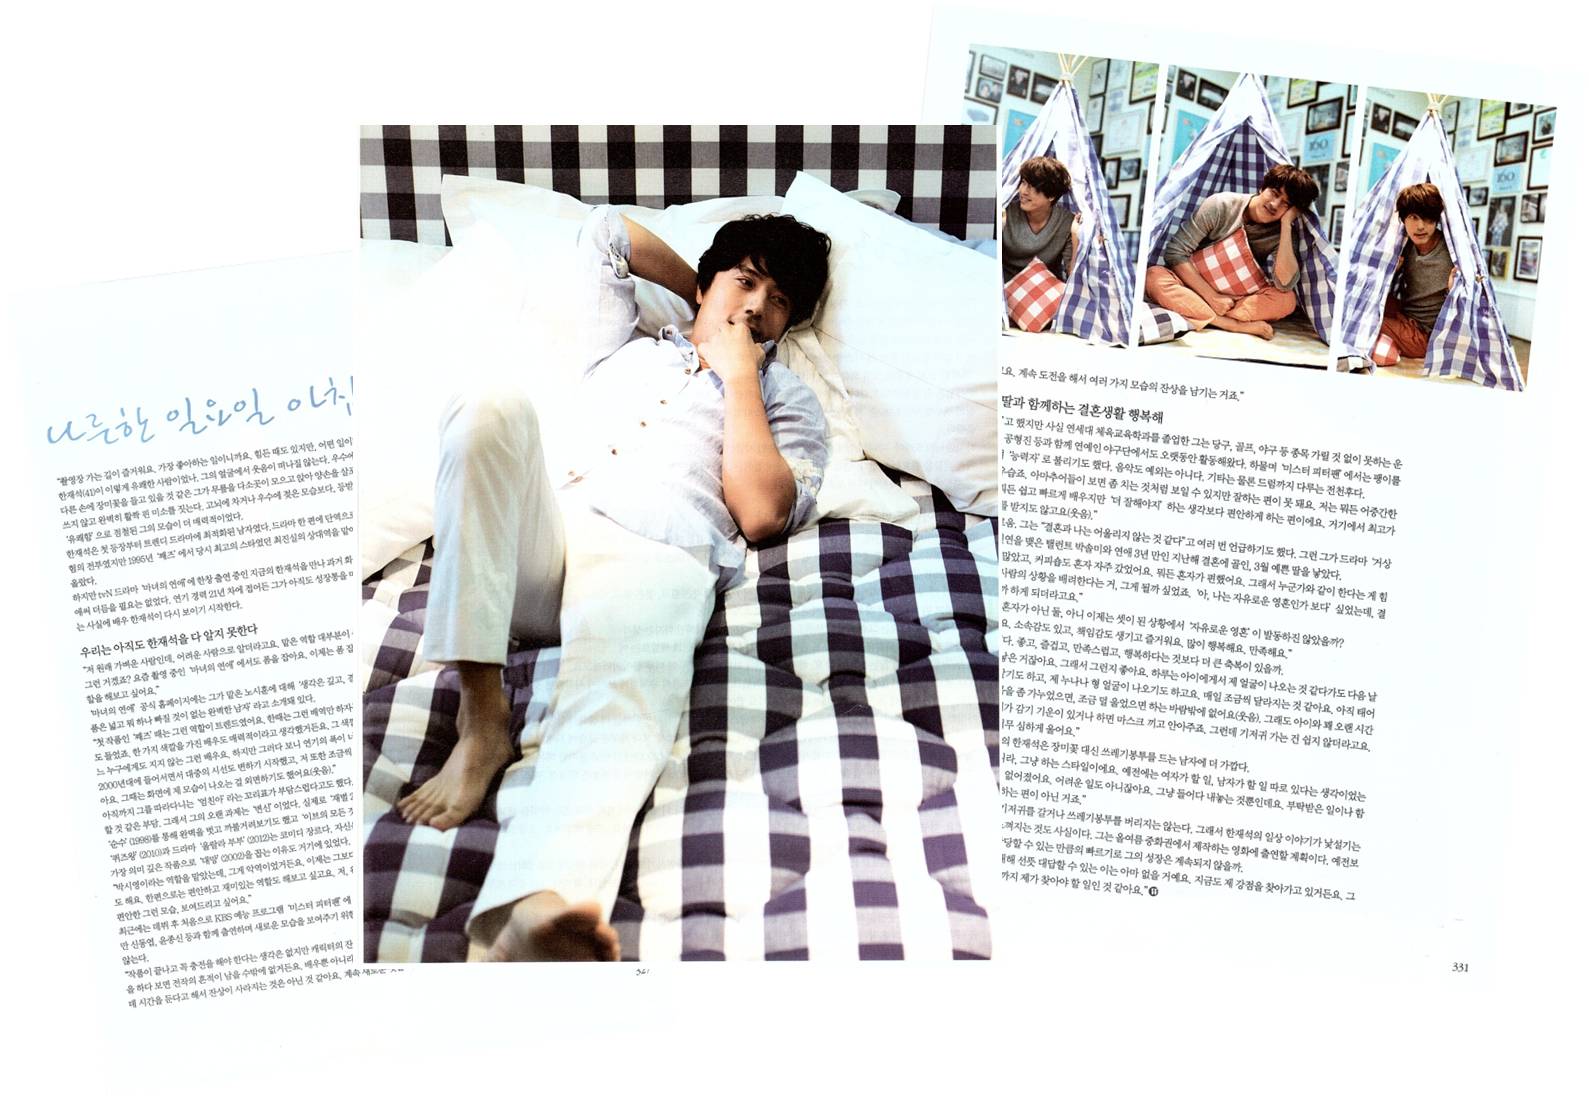 나른한 일요일 아침
"촬영장 가는 길이 즐거워요. 가장 좋아하는 일이니까요. 힘든 때도 있지만, 어떤 일이
한재석(41)이 이렇게 유쾌한 사람이었나. 그의 얼굴에서 웃음이 떠나질 않는다. 우수에
다른 손에 장미꽃을 들고 있을 것 같은 그가 무릎을 다소곳이 모으고 앉아 양손을 살포
쓰지 않고 완벽히 활짝 핀 미소를 짓는다. 고뇌에 차거나 우수에 젖은 모습보다, 등받
'유쾌함'으로 점철된 그의 모습이 더 매력적이었다.
한재석은 첫 등장부터 트렌디 드라마에 최적화된 남자였다. 드라마 한 편에 단역으로
험의 전부였지만 1995년 '째즈'에서 당시 최고의 스타였던 최진실의 상대역을 맡아
올랐다.
하지만 tvN 드라마 '마녀의 연애'에 한창 출연 중인 지금의 한재석을 만나 과거 화
애써 더듬을 필요는 없었다. 연기 경력 21년 차에 접어든 그가 아직도 성장통을 마
는 사실에 배우 한재석이 다시 보이기 시작한다.
우리는 아직도 한재석을 다 알지 못한다
"저 원래 가벼운 사람인데, 어려운 사람으로 알더라고요. 맡은 역할 대부분이
그런 거겠죠? 요즘 촬영 중인 '마녀의 연애'에서도 폼을 잡아요. 이제는 폼 잡
할을 해보고 싶어요."
'마녀의 연애' 공식 홈페이지에는 그가 맡은 노시훈에 대해 '생각은 깊고, 경
품은 넓고 뭐 하나 빠질 것이 없는 완벽한 남자'라고 소개돼 있다.
"첫 작품인 '째즈' 때는 그런 역할이 트렌드였어요. 한때는 그런 배역만 하자
도 들었죠. 한 가지 색깔을 가진 배우도 매력적이라고 생각했거든요. 그 색깔
느 누구에게도 지지 않는 그런 배우요. 하지만 그러다 보니 연기의 폭이 너
2000년대에 들어서면서 대중의 시선도 변하기 시작했고, 저 또한 조금씩
아요. 그때는 화면에 제 모습이 나오는 걸 외면하기도 했어요(웃음)."
아직까지 그를 따라다니는 '엄친아'라는 꼬리표가 부담스럽다고도 했다.
할 것 같은 부담. 그래서 그의 오랜 과제는 '변신'이었다. 실제로 '재벌
'순수'(1998)를 통해 완벽을 벗고 까불거려보기도 했고 '이브의 모든 것
'퀴즈왕'(2010)과 드라마 '울랄라 부부'(2012)는 코미디 장르다. 자신
가장 의미 깊은 작품으로 '대망'(2002)을 꼽는 이유도 거기에 있었다.
"박시영이라는 역할을 맡았는데, 그게 악역이었거든요. 이제는 그보다
도 해요. 한편으로는 편안하고 재미있는 역할도 해보고 싶고요. 저,
편안한 그런 모습, 보여드리고 싶어요."
최근에는 데뷔 후 처음으로 KBS 예능 프로그램 '미스터 피터팬'에
만 신동엽, 윤종신 등과 함께 출연하며 새로운 모습을 보여주기 위한
않는다.
"작품이 끝나고 꼭 충전을 해야 한다는 생각은 없지만 캐릭터의 잔
을 하다 보면 전작의 흔적이 남을 수밖에 없거든요. 배우뿐 아니라
데 시간을 둔다고 해서 잔상이 사라지는 것은 아닌 것 같아요. 계속 새로운
고요. 계속 도전을 해서 여러 가지 모습의 잔상을 남기는 거죠."
딸과 함께하는 결혼생활 행복해
"고 했지만 사실 연세대 체육교육학과를 졸업한 그는 당구, 골프, 야구 등 종목 가릴 것 없이 못하는 운
공형진 등과 함께 연예인 야구단에서도 오랫동안 활동해왔다. 하물며 '미스터 피터팬'에서는 팽이를
'능력자'로 불리기도 했다. 음악도 예외는 아니다. 기타는 물론 드럼까지 다루는 전천후다.
우습죠. 아마추어들이 보면 좀 치는 것처럼 보일 수 있지만 잘하는 편이 못 돼요. 저는 뭐든 어중간한
뭐든 쉽고 빠르게 배우지만 '더 잘해야지' 하는 생각보다 편안하게 하는 편이에요. 거기에서 최고가
를 받지도 않고요(웃음)."
그는 "결혼과 나는 어울리지 않는 것 같다"고 여러 번 언급하기도 했다. 그런 그가 드라마 '거상
연을 맺은 탤런트 박솔미와 연애 3년 만인 지난해 결혼에 골인, 3월 예쁜 딸을 낳았다.
많았고, 커피숍도 혼자 자주 갔었어요. 뭐든 혼자가 편했어요. 그래서 누군가와 같이 한다는 게 힘
사람의 상황을 배려한다는 거, 그게 될까 싶었죠. '아, 나는 자유로운 영혼인가 보다' 싶었는데, 결
하게 되더라고요."
혼자가 아닌 둘, 아니 이제는 셋이 된 상황에서 '자유로운 영혼'이 발동하진 않았을까?
요. 소속감도 있고, 책임감도 생기고 즐거워요. 많이 행복해요. 만족해요."
다. 좋고, 즐겁고, 만족스럽고, 행복하다는 것보다 더 큰 축복이 있을까.
닮은 거잖아요. 그래서 그런지 좋아요. 하루는 아이에게서 제 얼굴이 나오는 것 같다가도 다음 날
기도 하고, 제 누나나 형 얼굴이 나오기도 하고요. 매일 조금씩 달라지는 것 같아요. 아직 태어
을 좀 가누었으면, 조금 덜 울었으면 하는 바람밖에 없어요(웃음). 그래도 아이와 꽤 오랜 시간
가 감기 기운이 있거나 하면 마스크 끼고 안아주죠. 그런데 기저귀 가는 건 쉽지 않더라고요.
무 심하게 울어요."
의 한재석은 장미꽃 대신 쓰레기봉투를 드는 남자에 더 가깝다.
라, 그냥 하는 스타일이에요. 예전에는 여자가 할 일, 남자가 할 일 따로 있다는 생각이었는
없어졌어요. 어려운 일도 아니잖아요. 그냥 들어다 내놓는 것뿐인데요. 부탁받은 일이나 함
하는 편이 아닌 거죠."
기저귀를 갈거나 쓰레기봉투를 버리지는 않는다. 그래서 한재석의 일상 이야기가 낯설기는
느껴지는 것도 사실이다. 그는 올여름 중화권에서 제작하는 영화에 출연할 계획이다. 예전보
당할 수 있는 만큼의 빠르기로 그의 성장은 계속되지 않을까.
대해 선뜻 대답할 수 있는 이는 아마 없을 거예요. 지금도 제 강점을 찾아가고 있거든요. 그
까지 제가 찾아야 할 일인 것 같아요."
331